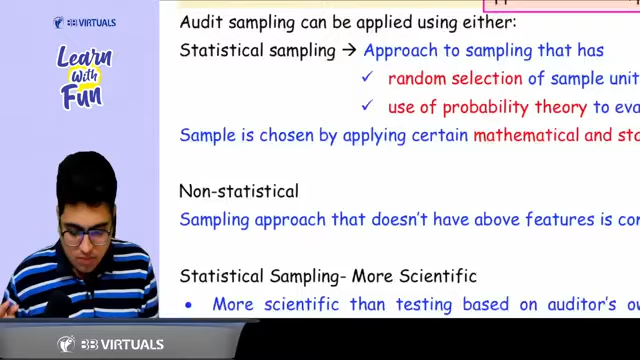 BB VIRTUALS
Learn
With
Fun
Audit sampling can be applied using either:
Statistical sampling → Approach to sampling that has
✓ random selection of sample unit
✓ use of probability theory to eva
Sample is chosen by applying certain mathematical and sta
Non-statistical
Sampling approach that doesn't have above features is con
Statistical Sampling- More Scientific
• More scientific than testing based on auditor's ow
BB VIRTUALS